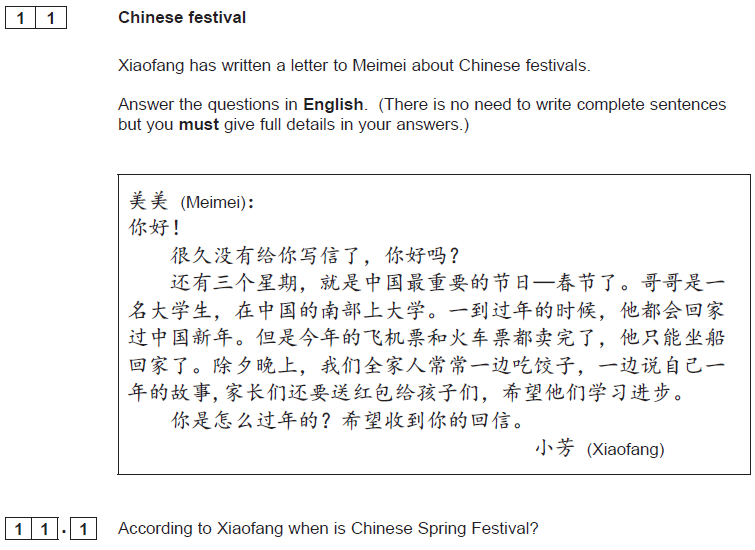 1 1 Chinese festival
Xiaofang has written a letter to Meimei about Chinese festivals.
Answer the questions in English. (There is no need to write complete sentences
but you must give full details in your answers.)
美美 (Meimei)：
你好！
很久没有给你写信了，你好吗？
还有三个星期，就是中国最重要的节日—春节了。哥哥是一
名大学生，在中国的南部上大学。一到过年的时候，他都会回家
过中国新年。但是今年的飞机票和火车票都卖完了，他只能坐船
回家了。除夕晚上，我们全家人常常一边吃饺子，一边说自己一
年的故事，家长们还要送红包给孩子们，希望他们学习进步。
你是怎么过年的？希望收到你的回信。
小芳 (Xiaofang)
1 1 . 1 According to Xiaofang when is Chinese Spring Festival?